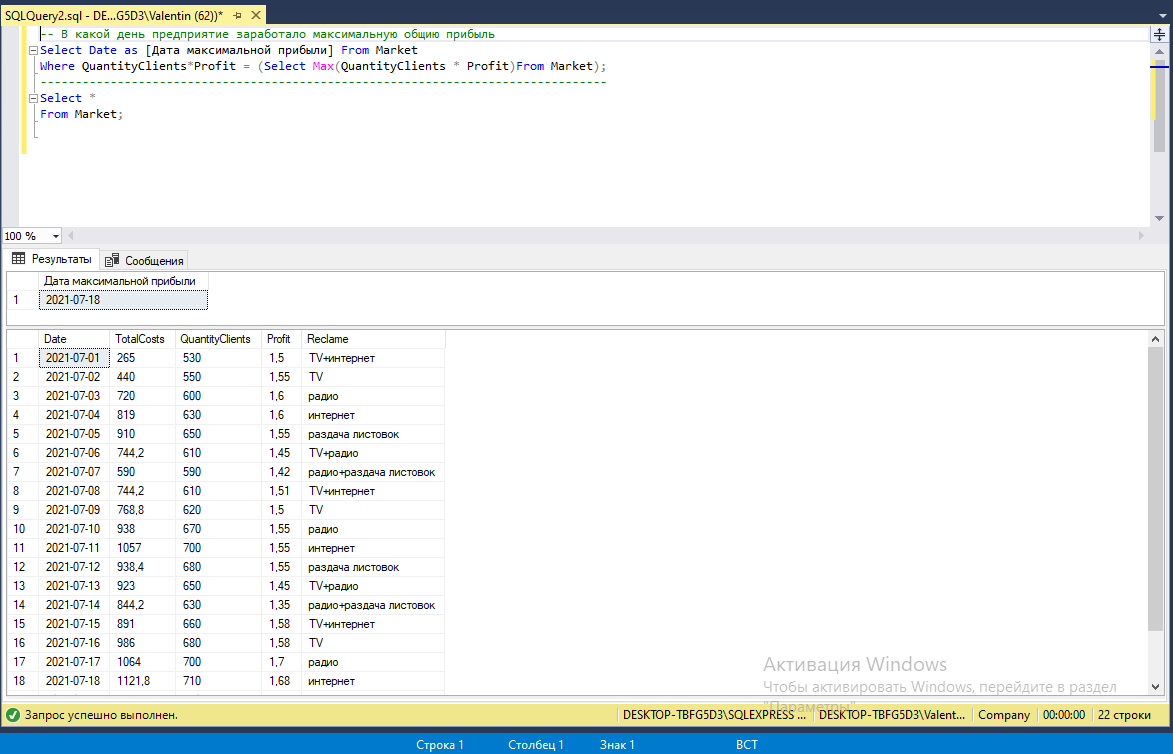 SQLQuery2.sql - DE...G5D3\Valentin (62))*
-- В какой день предприятие заработало максимальную общию прибыль
Select Date as [Дата максимальной прибыли] From Market
Where QuantityClients*Profit = (Select Max(QuantityClients * Profit)From Market);
---------------------------------------------------------------------------------
Select *
From Market;
100 %
Результаты Сообщения
Дата максимальной прибыли
1 2021-07-18
Date TotalCosts QuantityClients Profit Reclame
1 2021-07-01 265 530 1,5 TV+интернет
2 2021-07-02 440 550 1,55 TV
3 2021-07-03 720 600 1,6 радио
4 2021-07-04 819 630 1,6 интернет
5 2021-07-05 910 650 1,55 раздача листовок
6 2021-07-06 744,2 610 1,45 TV+радио
7 2021-07-07 590 590 1,42 радио+раздача листовок
8 2021-07-08 744,2 610 1,51 TV+интернет
9 2021-07-09 768,8 620 1,5 TV
10 2021-07-10 938 670 1,55 радио
11 2021-07-11 1057 700 1,55 интернет
12 2021-07-12 938,4 680 1,55 раздача листовок
13 2021-07-13 923 650 1,45 TV+радио
14 2021-07-14 844,2 630 1,35 радио+раздача листовок
15 2021-07-15 891 660 1,58 TV+интернет
16 2021-07-16 986 680 1,58 TV
17 2021-07-17 1064 700 1,7 радио
18 2021-07-18 1121,8 710 1,68 интернет
Активация Windows
Чтобы активировать Windows, перейдите в раздел
"Параметры".
Запрос успешно выполнен. DESKTOP-TBFG5D3\SQLEXPRESS ... DESKTOP-TBFG5D3\Valent... Company 00:00:00 22 строки
Строка 1 Столбец 1 Знак 1 ВСТ